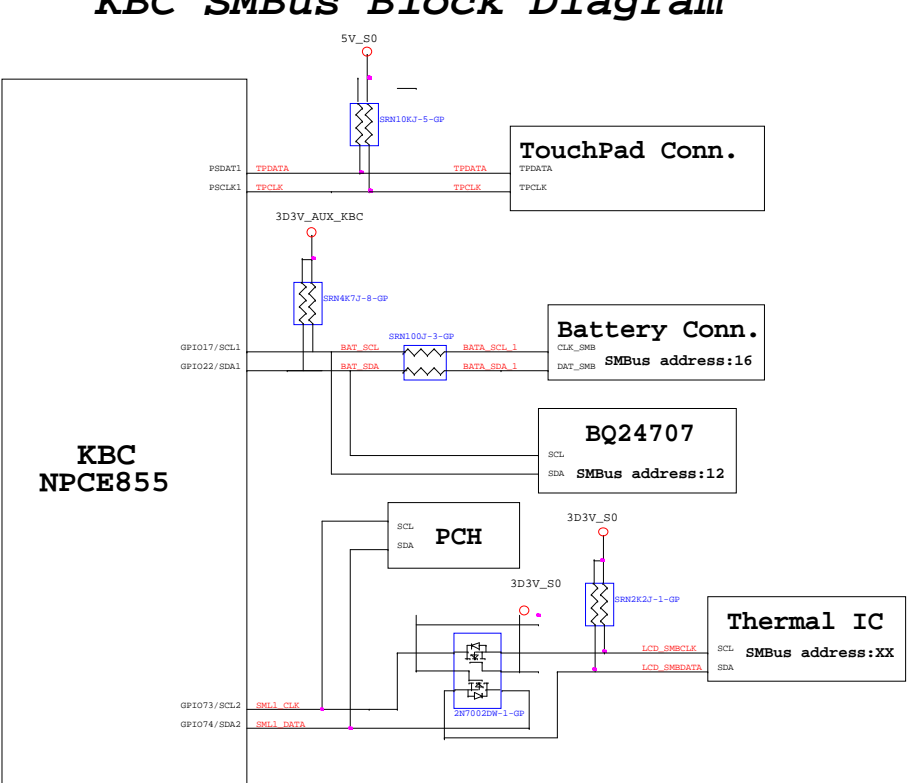 KBC SMBus Block Diagram
5V_S0
SRN10KJ-5-GP
TouchPad Conn.
PSDAT1 TPDATA TPDATA TPDATA
PSCLK1 TPCLK TPCLK TPCLK
3D3V_AUX_KBC
SRN4K7J-8-GP
SRN100J-3-GP
Battery Conn.
GPIO17/SCL1 BAT_SCL BATA_SCL_1 CLK_SMB
SMBus address:16
GPIO22/SDA1 BAT_SDA BATA_SDA_1 DAT_SMB
BQ24707
SCL
SDA SMBus address:12
KBC
NPCE855
SCL
PCH
SDA
3D3V_S0
3D3V_S0
SRN2K2J-1-GP
Thermal IC
LCD_SMBCLK SCL
SMBus address:XX
LCD_SMBDATA SDA
GPIO73/SCL2 SML1_CLK
2N7002DW-1-GP
GPIO74/SDA2 SML1_DATA